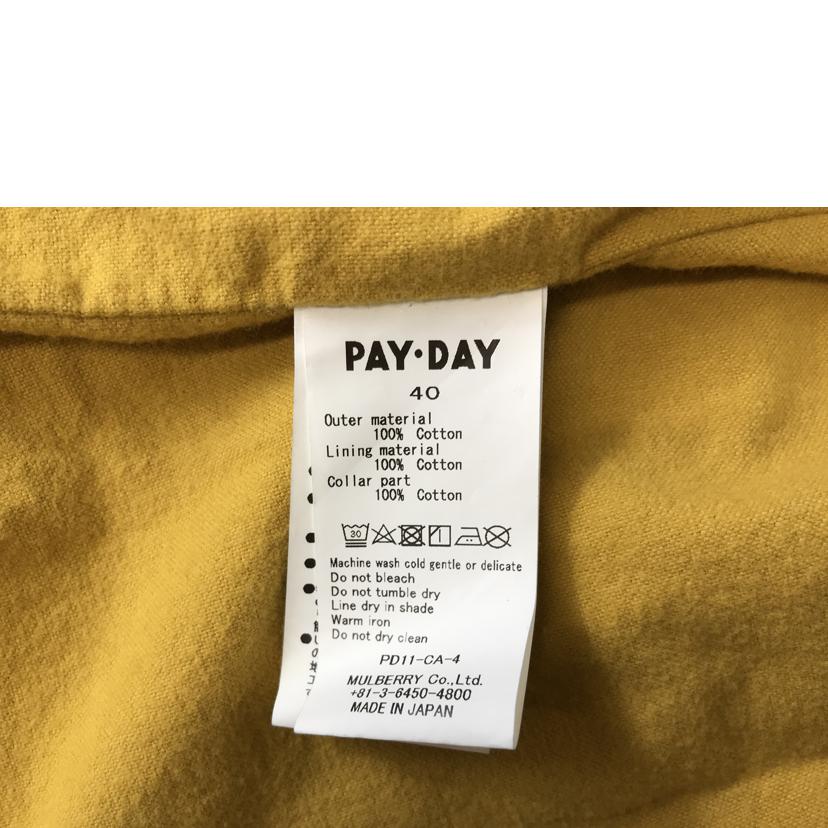 PAY・DAY
40
Outer material
100% Cotton
Lining material
100% Cotton
Collar part
100% Cotton
30
Machine wash cold gentle or delicate
Do not bleach
Do not tumble dry
Line dry in shade
Warm iron
Do not dry clean
PD11-CA-4
MULBERRY Co.,Ltd.
+81-3-6450-4800
MADE IN JAPAN